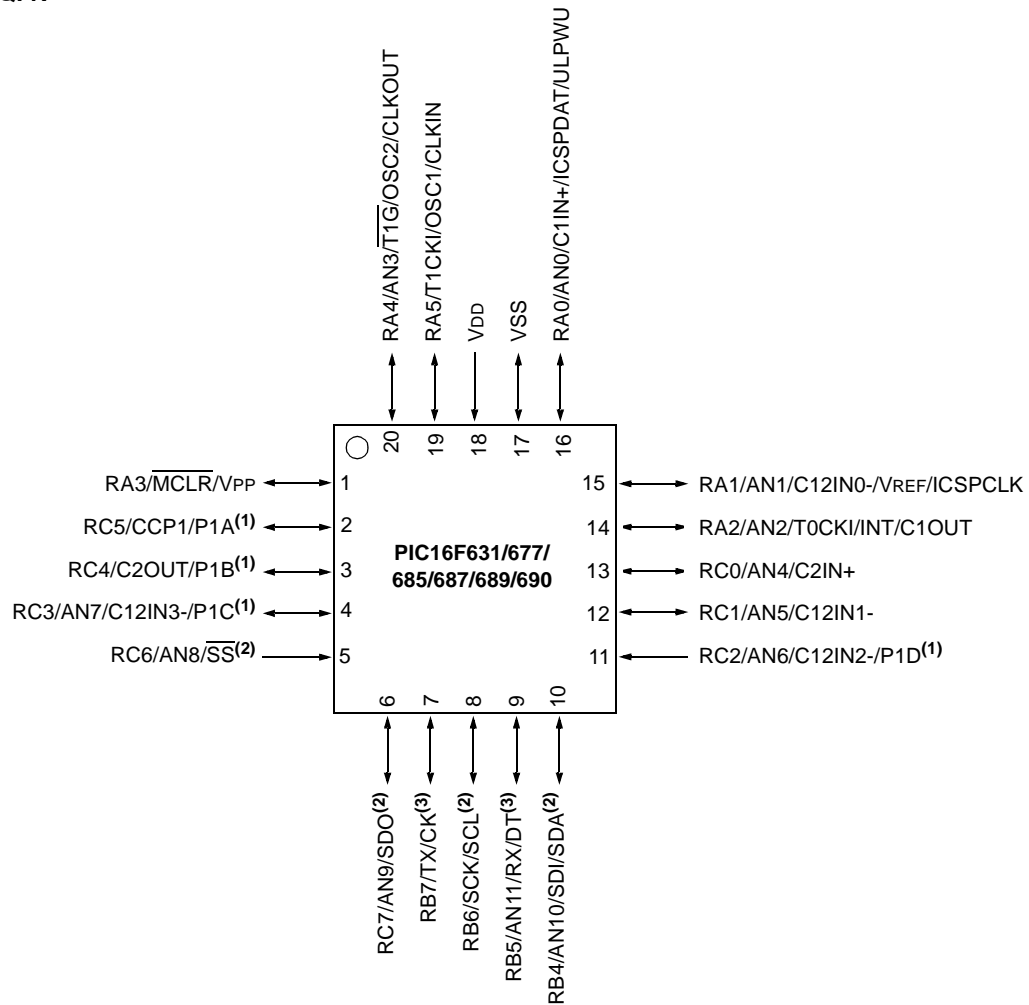 RA4/AN3/T1G/OSC2/CLKOUT
RA5/T1CKI/OSC1/CLKIN
VDD
VSS
RA0/AN0/C1IN+/ICSPDAT/ULPWU
20
19
18
17
16
RA3/MCLR/VPP
1
RC5/CCP1/P1A(1)
2
RC4/C2OUT/P1B(1)
3
RC3/AN7/C12IN3-/P1C(1)
4
RC6/AN8/SS(2)
5
PIC16F631/677/
685/687/689/690
15
RA1/AN1/C12IN0-/VREF/ICSPCLK
14
RA2/AN2/T0CKI/INT/C1OUT
13
RC0/AN4/C2IN+
12
RC1/AN5/C12IN1-
11
RC2/AN6/C12IN2-/P1D(1)
6
7
8
9
10
RC7/AN9/SDO(2)
RB7/TX/CK(3)
RB6/SCK/SCL(2)
RB5/AN11/RX/DT(3)
RB4/AN10/SDI/SDA(2)